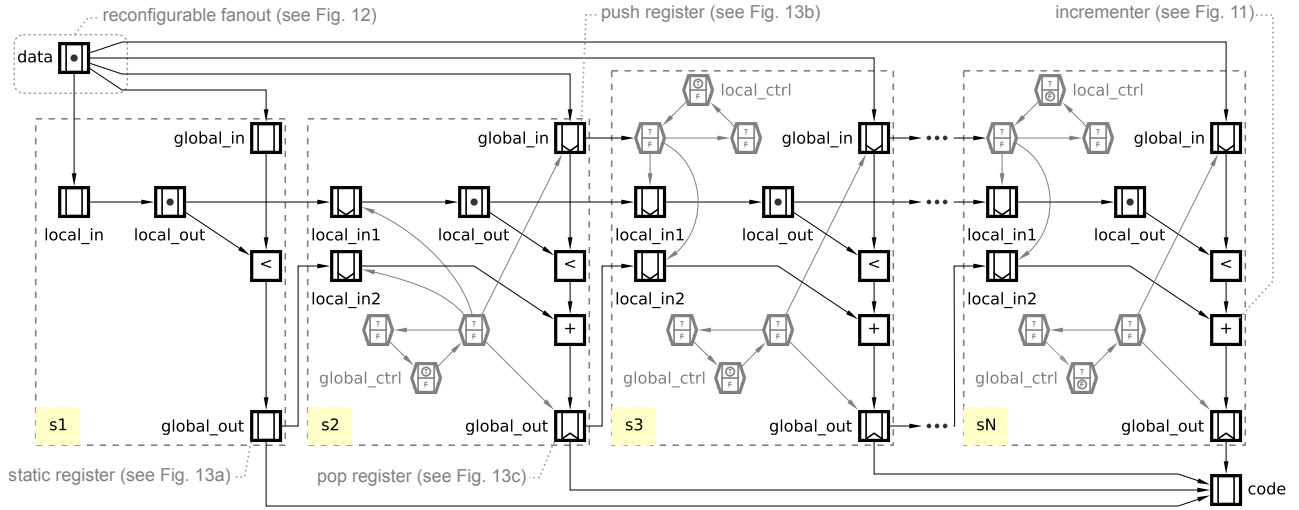 reconfigurable fanout (see Fig. 12)
push register (see Fig. 13b)
incrementer (see Fig. 11)
data
local_ctrl
local_ctrl
global_in
global_in
global_in
global_in
T F
T F
T F
T F
T F
T F
local_in
local_out
local_in1
local_out
local_in1
local_out
local_in1
local_out
<
<
<
<
local_in2
local_in2
local_in2
+
+
+
T F
T F
T F
T F
T F
T F
global_ctrl
T F
global_ctrl
T F
global_ctrl
T F
s1
global_out
s2
global_out
s3
global_out
sN
global_out
static register (see Fig. 13a)
pop register (see Fig. 13c)
code